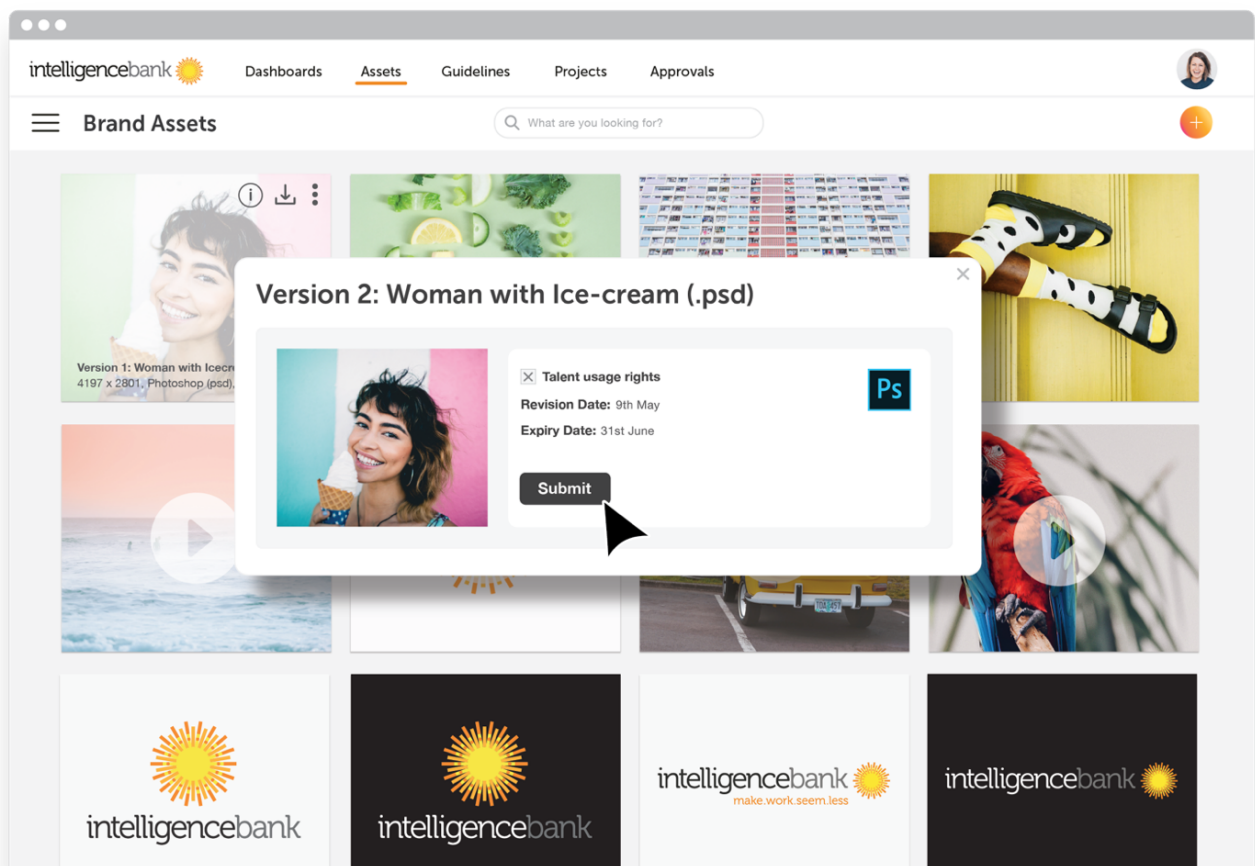 intelligencebank
Dashboards
Assets
Guidelines
Projects
Approvals
Brand Assets
What are you looking for?
Version 1: Woman with Icecr
4197 x 2801, Photoshop (psd),
Version 2: Woman with Ice-cream (.psd)
Talent usage rights
Revision Date: 9th May
Expiry Date: 31st June
Ps
Submit
intelligencebank
intelligencebank
intelligencebank
make.work.seem.less
intelligencebank